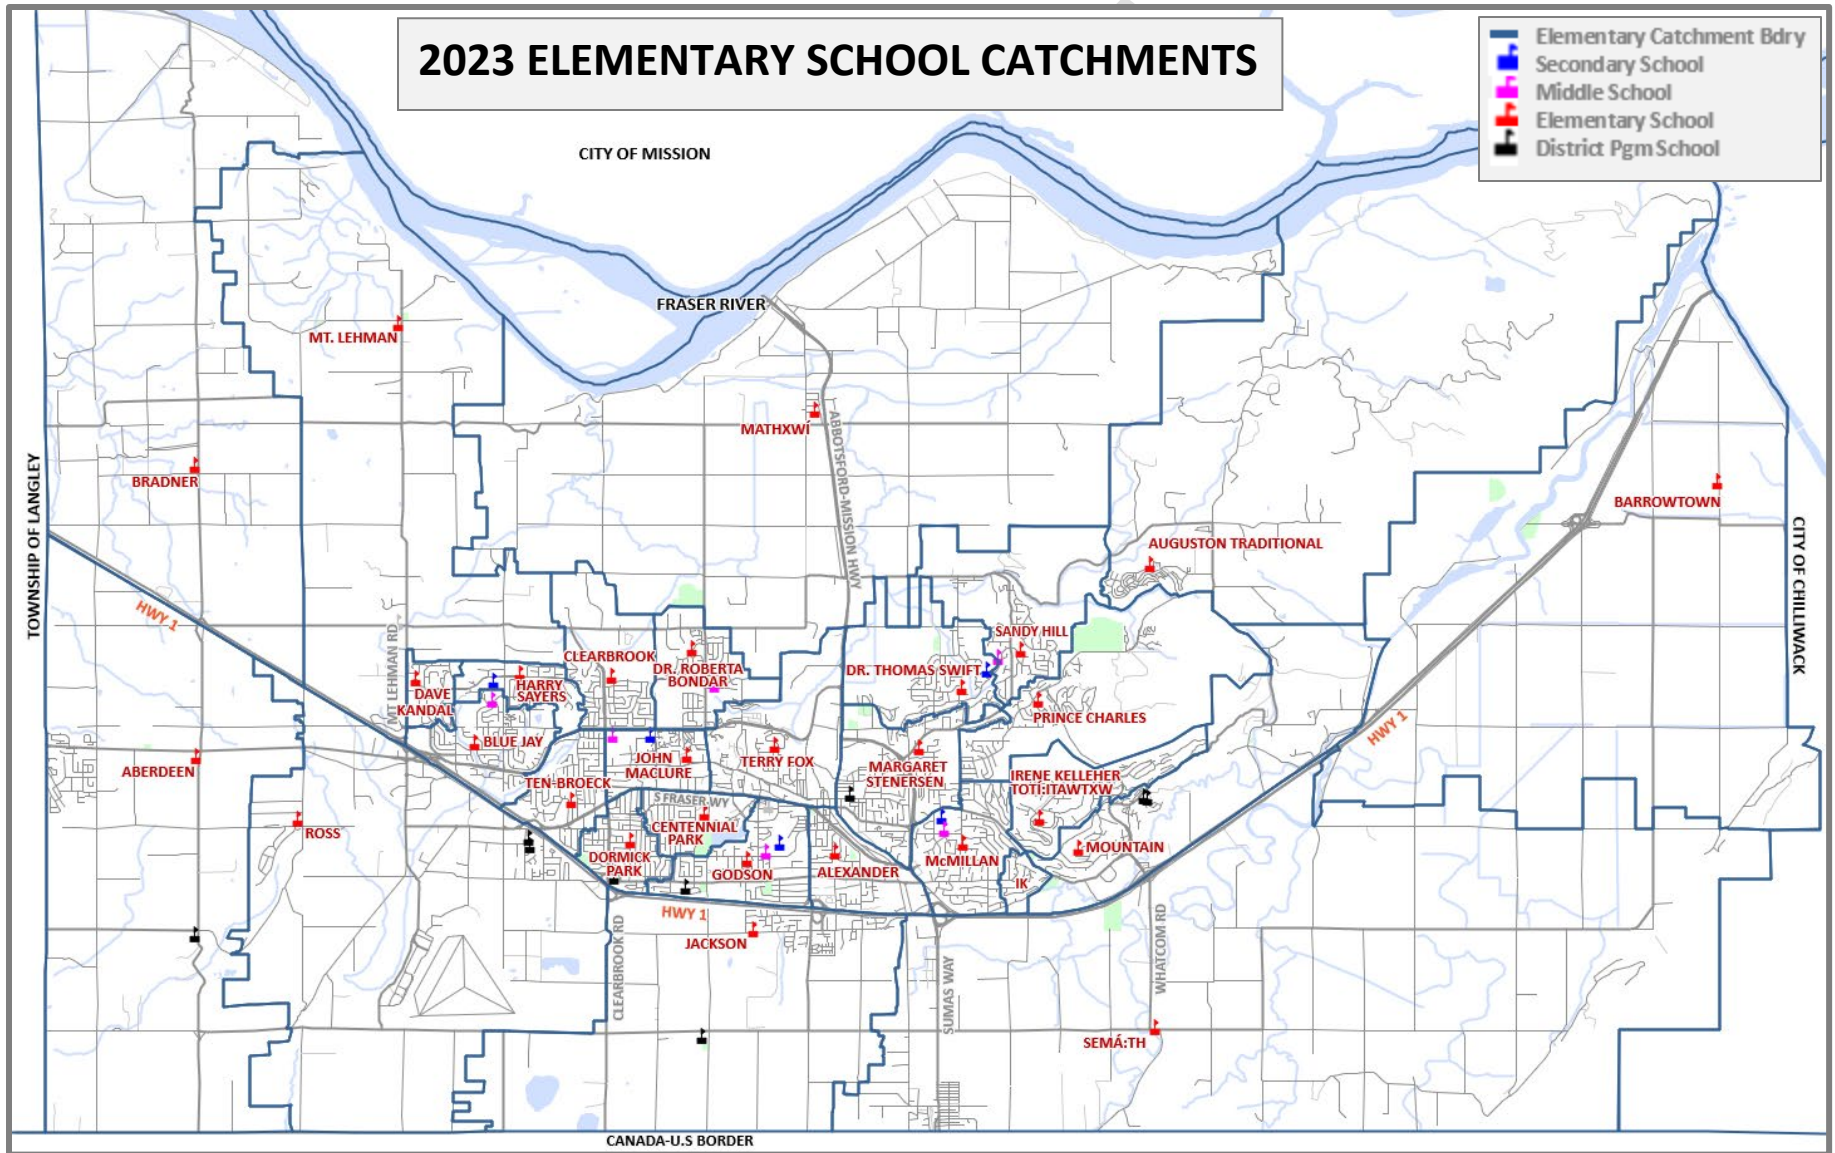 2023 ELEMENTARY SCHOOL CATCHMENTS
Elementary Catchment Bdry
Secondary School
Middle School
Elementary School
District Pgm School
CITY OF MISSION
FRASER RIVER
MT. LEHMAN
MATHXWÍ
ABBOTSFORD-MISSION HWY
BRADNER
TOWNSHIP OF LANGLEY
BARROWTOWN
CITY OF CHILLIWACK
AUGUSTON TRADITIONAL
HWY 1
MT LEHMAN RD
SANDY HILL
CLEARBROOK
DR. ROBERTA
BONDAR
DR. THOMAS SWIFT
HARRY
SAYERS
DAVE
KANDAL
PRINCE CHARLES
HWY 1
BLUE JAY
JOHN
MACLURE
TERRY FOX
MARGARET
STENERSEN
IRENE KELLEHER
TOTÍ:ITAWTXW
ABERDEEN
TEN-BROECK
S FRASER WY
CENTENNIAL
PARK
ROSS
DORMICK
PARK
GODSON
ALEXANDER
McMILLAN
MOUNTAIN
IK
HWY 1
JACKSON
CLEARBROOK RD
SUMAS WAY
WHATCOM RD
SEMÁ:TH
CANADA-U.S BORDER